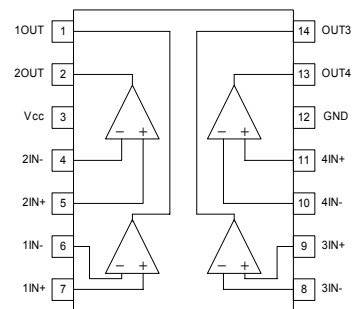 1OUT 1 14 OUT3
2OUT 2 13 OUT4
Vcc 3 12 GND
2IN- 4 - + - + 11 4IN+
2IN+ 5 10 4IN-
1IN- 6 - + - + 9 3IN+
1IN+ 7 8 3IN-